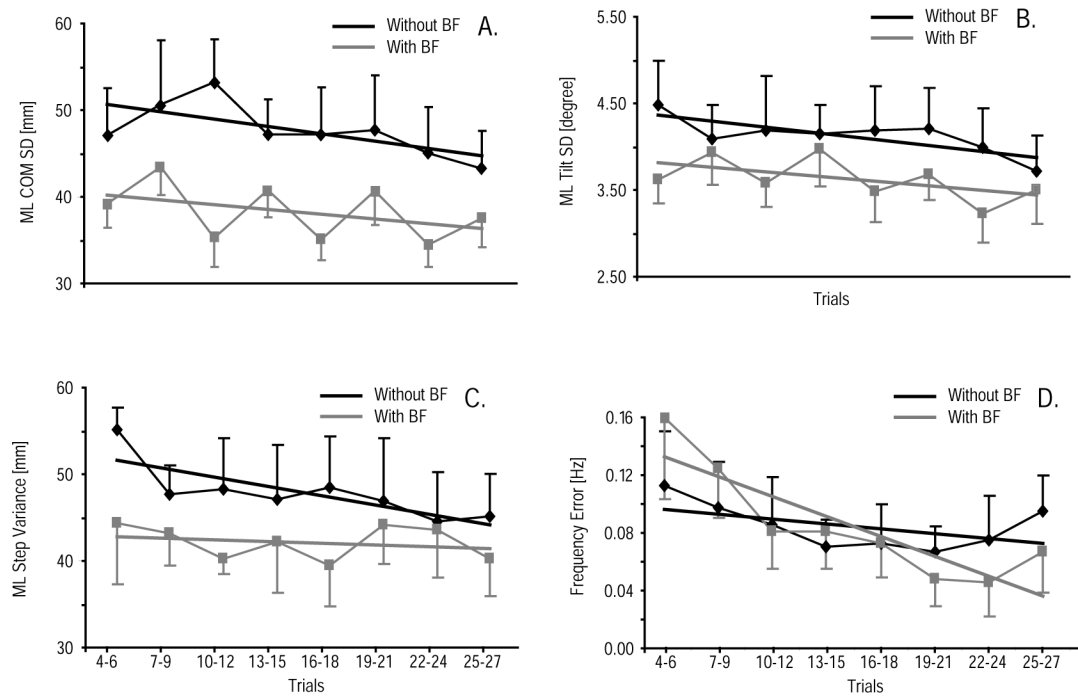 Without BF
With BF
A.
60
50
40
30
ML COM SD [mm]
Without BF
With BF
B.
5.50
4.50
3.50
2.50
ML Tilt SD [degree]
Trials
Without BF
With BF
C.
60
50
40
30
ML Step Variance [mm]
4-6 7-9 10-12 13-15 16-18 19-21 22-24 25-27
Trials
Without BF
With BF
D.
0.16
0.12
0.08
0.04
0.00
Frequency Error [Hz]
4-6 7-9 10-12 13-15 16-18 19-21 22-24 25-27
Trials